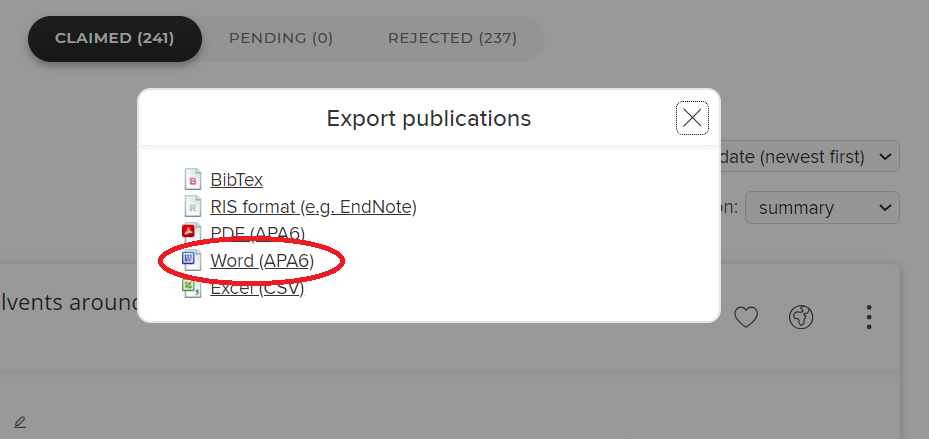 CLAIMED (241) PENDING (0) REJECTED (237)
Export publications
date (newest first)
BibTex
RIS format (e.g. EndNote)
on: summary
PDF (APA6)
Word (APA6)
Excel (CSV)
lvents around